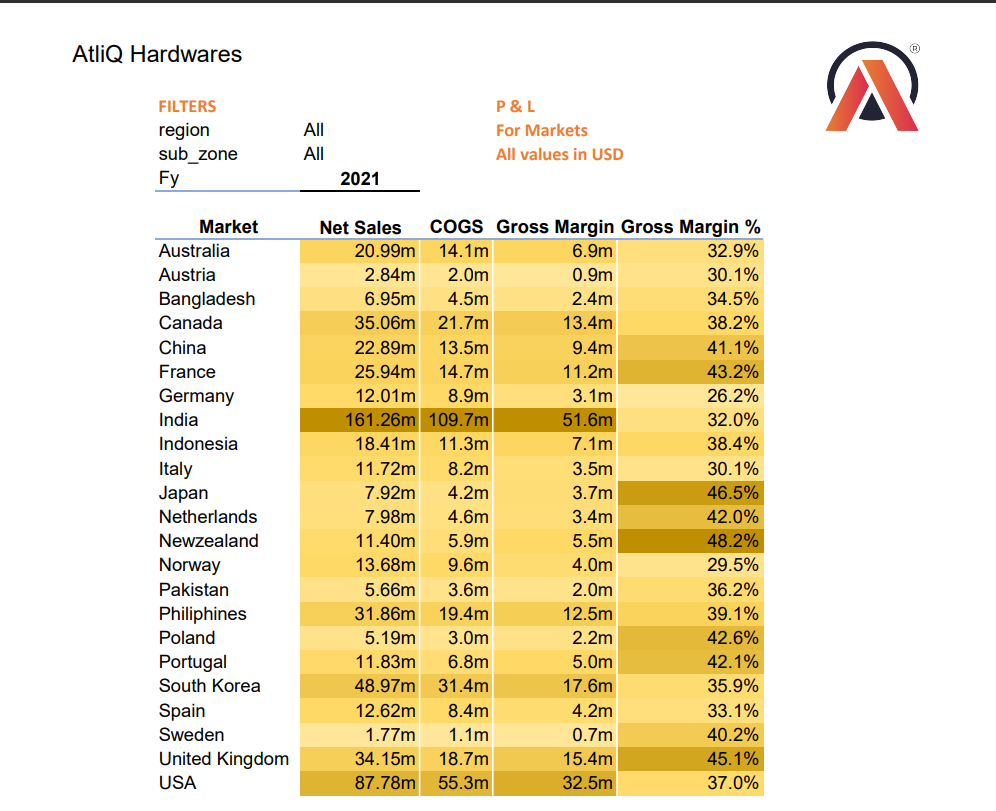 AtliQ Hardwares
®
FILTERS P & L
region All For Markets
sub_zone All All values in USD
Fy 2021
Market Net Sales COGS Gross Margin Gross Margin %
Australia 20.99m 14.1m 6.9m 32.9%
Austria 2.84m 2.0m 0.9m 30.1%
Bangladesh 6.95m 4.5m 2.4m 34.5%
Canada 35.06m 21.7m 13.4m 38.2%
China 22.89m 13.5m 9.4m 41.1%
France 25.94m 14.7m 11.2m 43.2%
Germany 12.01m 8.9m 3.1m 26.2%
India 161.26m 109.7m 51.6m 32.0%
Indonesia 18.41m 11.3m 7.1m 38.4%
Italy 11.72m 8.2m 3.5m 30.1%
Japan 7.92m 4.2m 3.7m 46.5%
Netherlands 7.98m 4.6m 3.4m 42.0%
Newzealand 11.40m 5.9m 5.5m 48.2%
Norway 13.68m 9.6m 4.0m 29.5%
Pakistan 5.66m 3.6m 2.0m 36.2%
Philiphines 31.86m 19.4m 12.5m 39.1%
Poland 5.19m 3.0m 2.2m 42.6%
Portugal 11.83m 6.8m 5.0m 42.1%
South Korea 48.97m 31.4m 17.6m 35.9%
Spain 12.62m 8.4m 4.2m 33.1%
Sweden 1.77m 1.1m 0.7m 40.2%
United Kingdom 34.15m 18.7m 15.4m 45.1%
USA 87.78m 55.3m 32.5m 37.0%